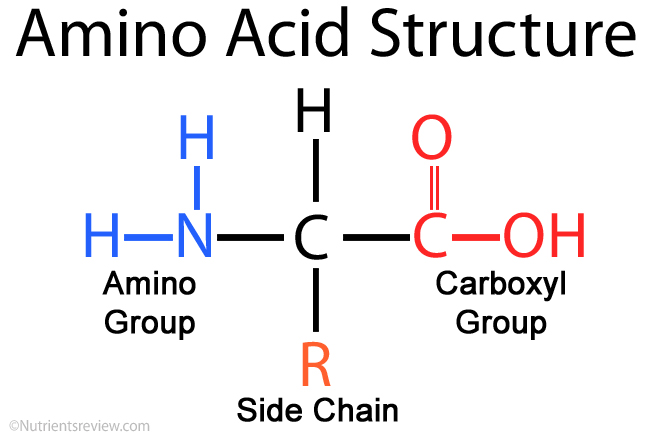 Amino Acid Structure
H
H
O
H N C C OH
Amino Group
Carboxyl Group
R
Side Chain
©Nutrientsreview.com